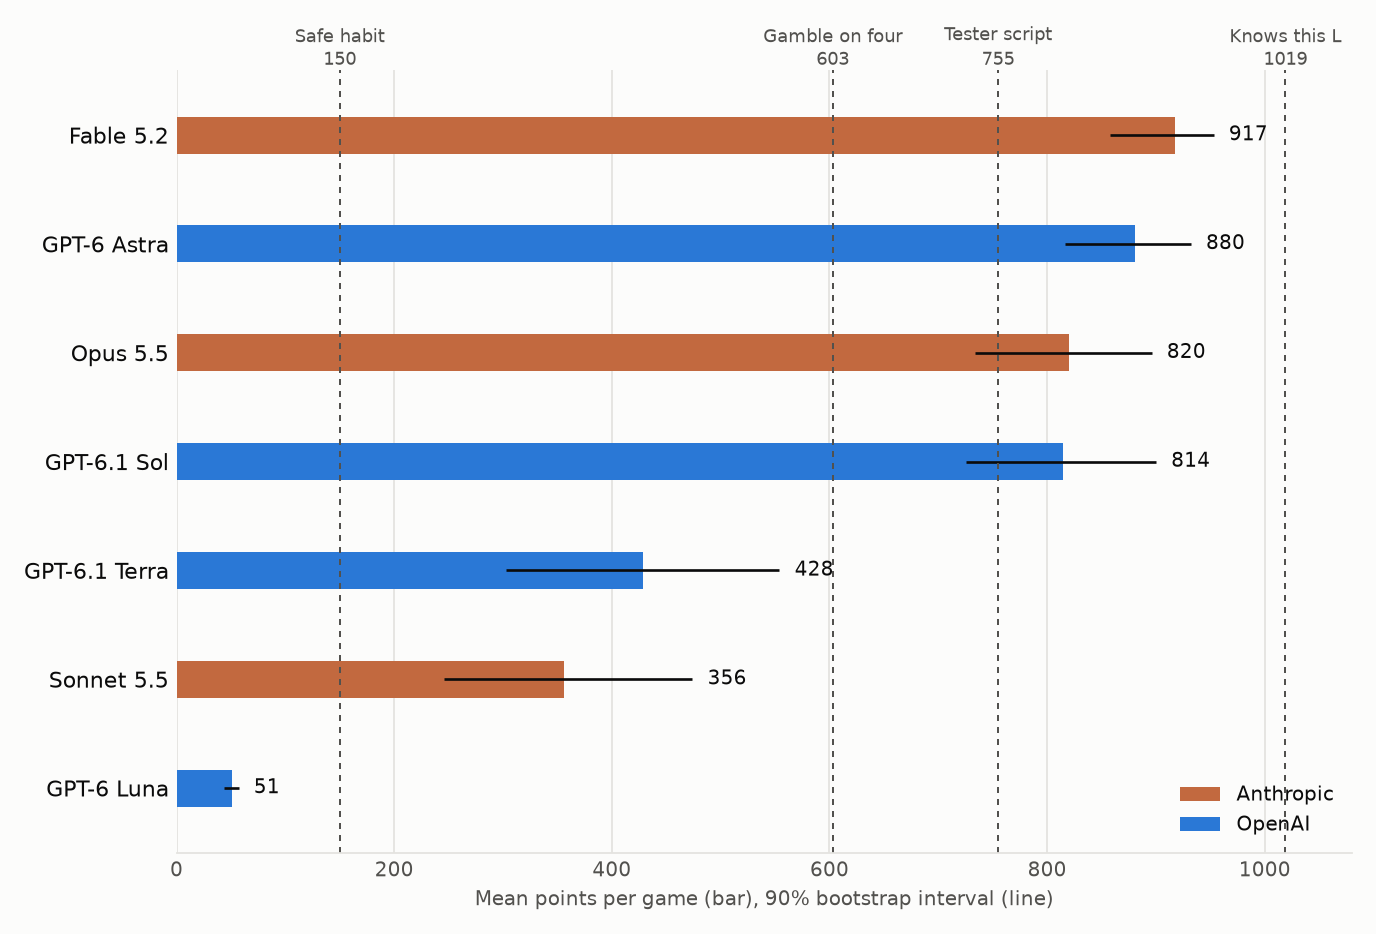 Safe habit
150
Gamble on four
603
Tester script
755
Knows this L
1019
Fable 5.2
917
GPT-6 Astra
880
Opus 5.5
820
GPT-6.1 Sol
814
GPT-6.1 Terra
428
Sonnet 5.5
356
GPT-6 Luna
51
Anthropic
OpenAI
0 200 400 600 800 1000
Mean points per game (bar), 90% bootstrap interval (line)